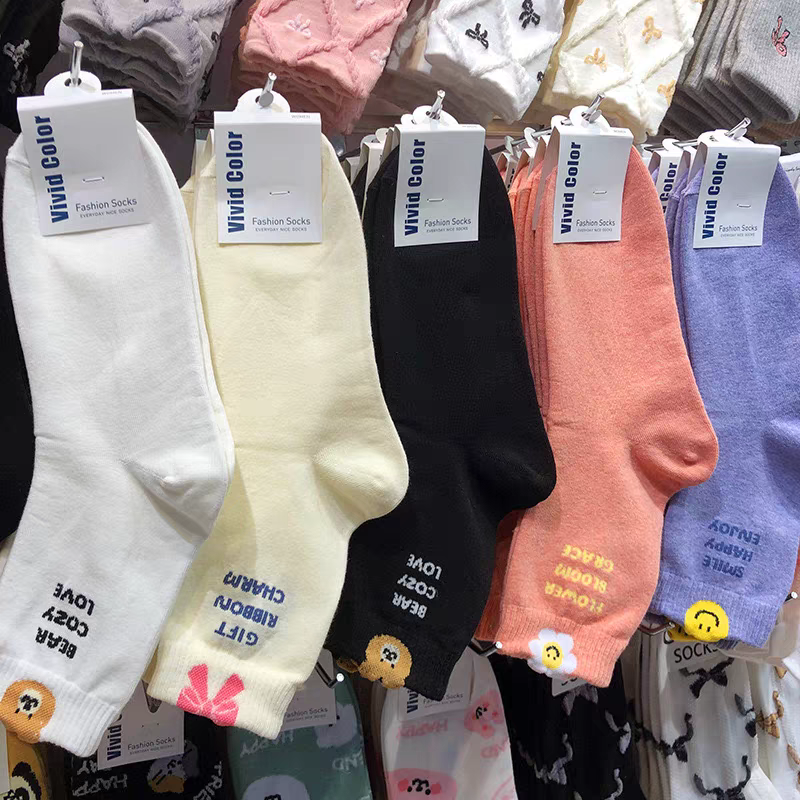 Vivid Color
Fashion Socks
EVERYDAY NICE SOCKS
BEAR
COZY
LOVE
Vivid Color
Fashion Socks
EVERYDAY NICE SOCKS
GIFT
RIBBON
CHARM
Vivid Color
Fashion Socks
EVERYDAY NICE SOCKS
BEAR
COZY
LOVE
Vivid Color
Fashion Socks
EVERYDAY NICE SOCKS
FLOWER
BLOOM
GRACE
Vivid Color
Fashion Socks
EVERYDAY NICE SOCKS
SMILE
HAPPY
ENJOY
Vivid Color
Fashion Socks
HAPPY
SOCKS